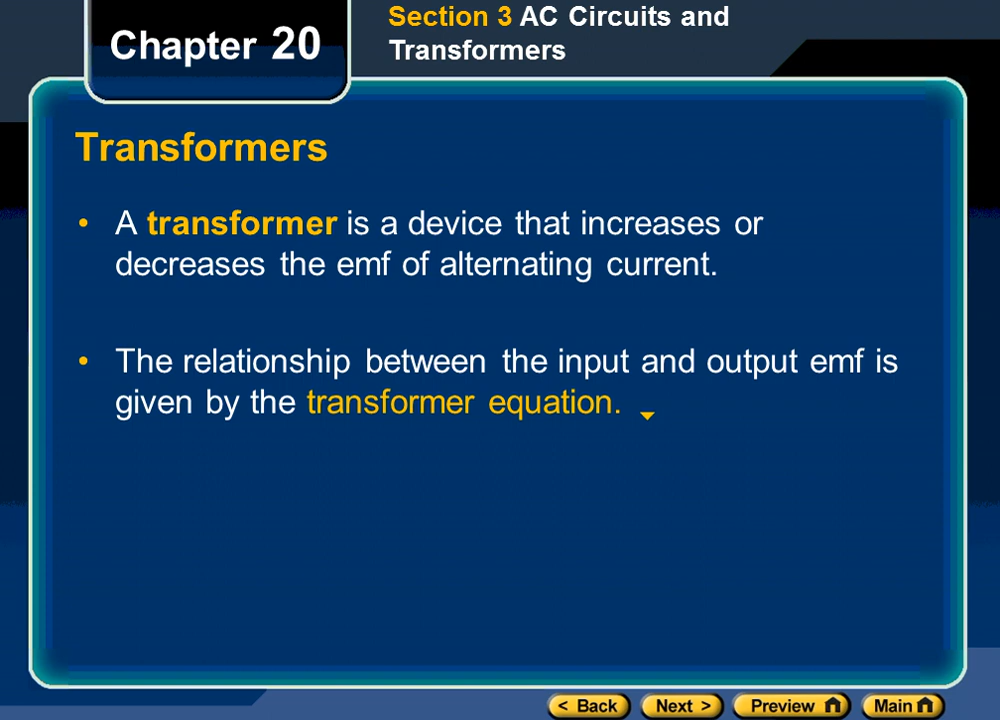 Chapter 20
Section 3 AC Circuits and
Transformers
Transformers
• A transformer is a device that increases or
decreases the emf of alternating current.
• The relationship between the input and output emf is
given by the transformer equation.
< Back
Next >
Preview
Main